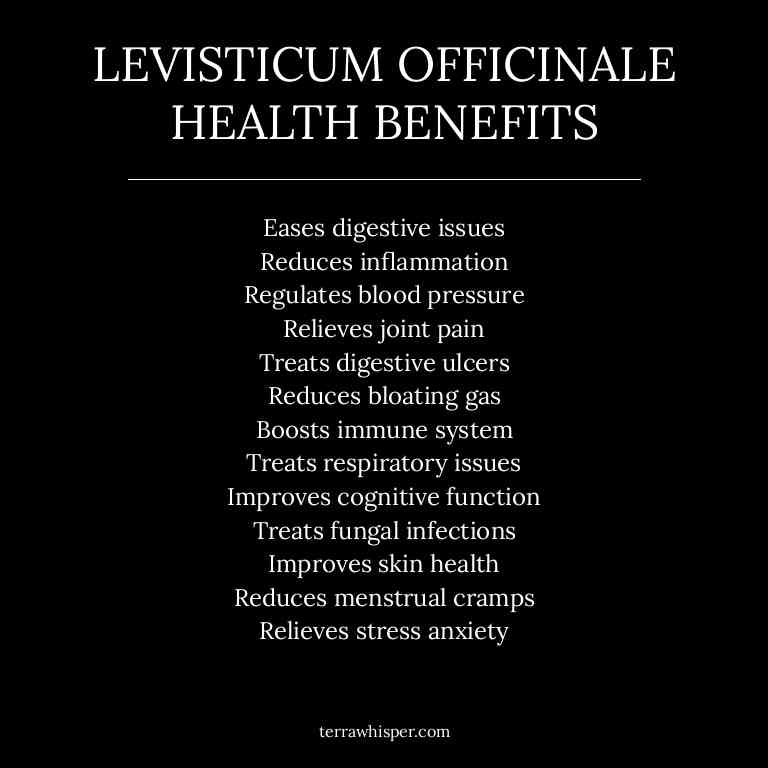 LEVISTICUM OFFICINALE
HEALTH BENEFITS
Eases digestive issues
Reduces inflammation
Regulates blood pressure
Relieves joint pain
Treats digestive ulcers
Reduces bloating gas
Boosts immune system
Treats respiratory issues
Improves cognitive function
Treats fungal infections
Improves skin health
Reduces menstrual cramps
Relieves stress anxiety
terrawhisper.com